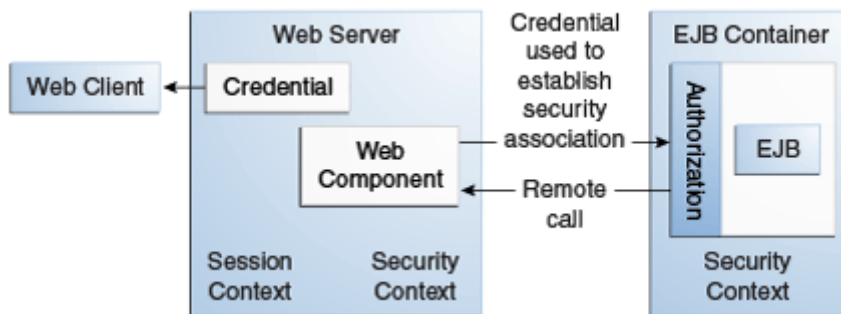 Web Client
Web Server
Credential
Web
Component
Session
Context
Security
Context
Credential
used to
establish
security
association
Remote
call
EJB Container
Authorization
EJB
Security
Context